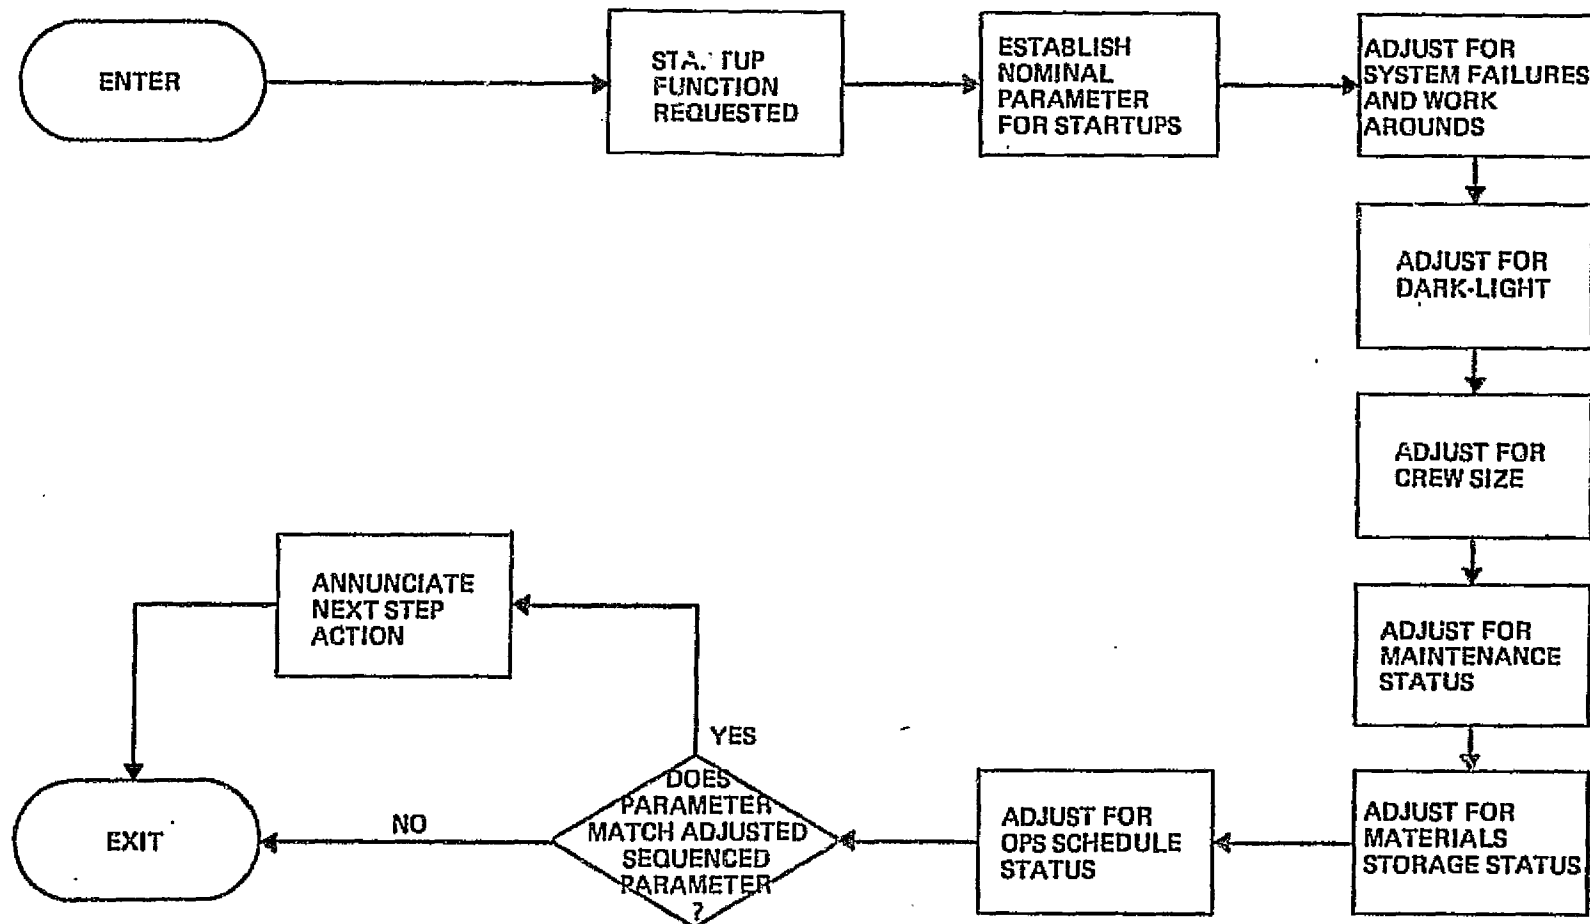 ENTER
FUNCTION
REQUESTED
ESTABLISH
NOMINAL
PARAMETER
FOR STARTUPS
ADJUST FOR
SYSTEM FAILURES
AND WORK
AROUNDS
ADJUST FOR
DARK-LIGHT
ADJUST FOR
CREW SIZE
ADJUST FOR
MAINTENANCE
STATUS
ADJUST FOR
MATERIALS
STORAGE STATUS
ADJUST FOR
OPS SCHEDULE
STATUS
DOES
PARAMETER
MATCH ADJUSTED
SEQUENCED
PARAMETER
?
YES
ANNUNCIATE
NEXT STEP
ACTION
NO
EXIT